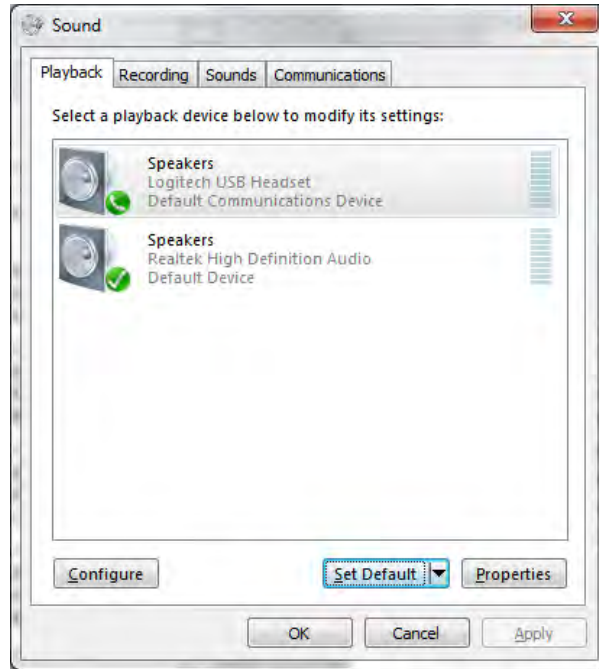 Sound
Playback Recording Sounds Communications
Select a playback device below to modify its settings:
Speakers
Logitech USB Headset
Default Communications Device
Speakers
Realtek High Definition Audio
Default Device
Configure Set Default Properties
OK Cancel Apply